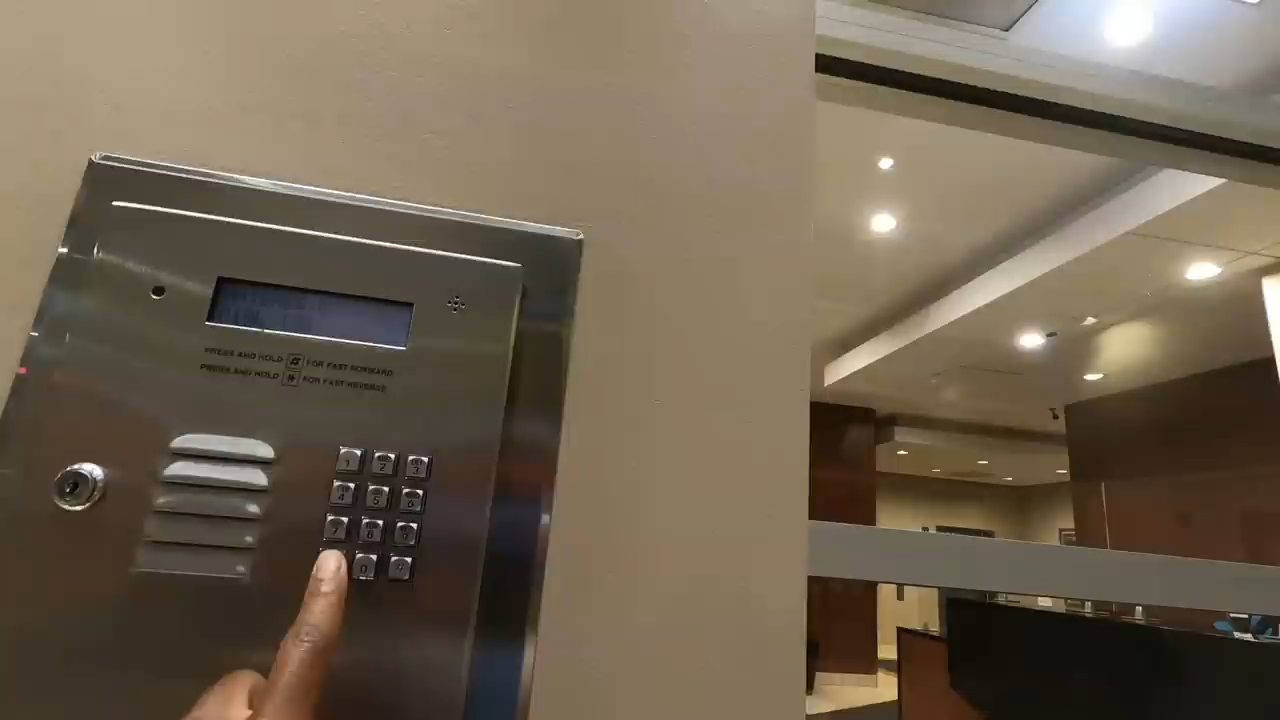 PRESS AND HOLD FOR FAST FORWARD
PRESS AND HOLD # FOR FAST REVERSE
1 2 3
4 5 6
7 8 9
0